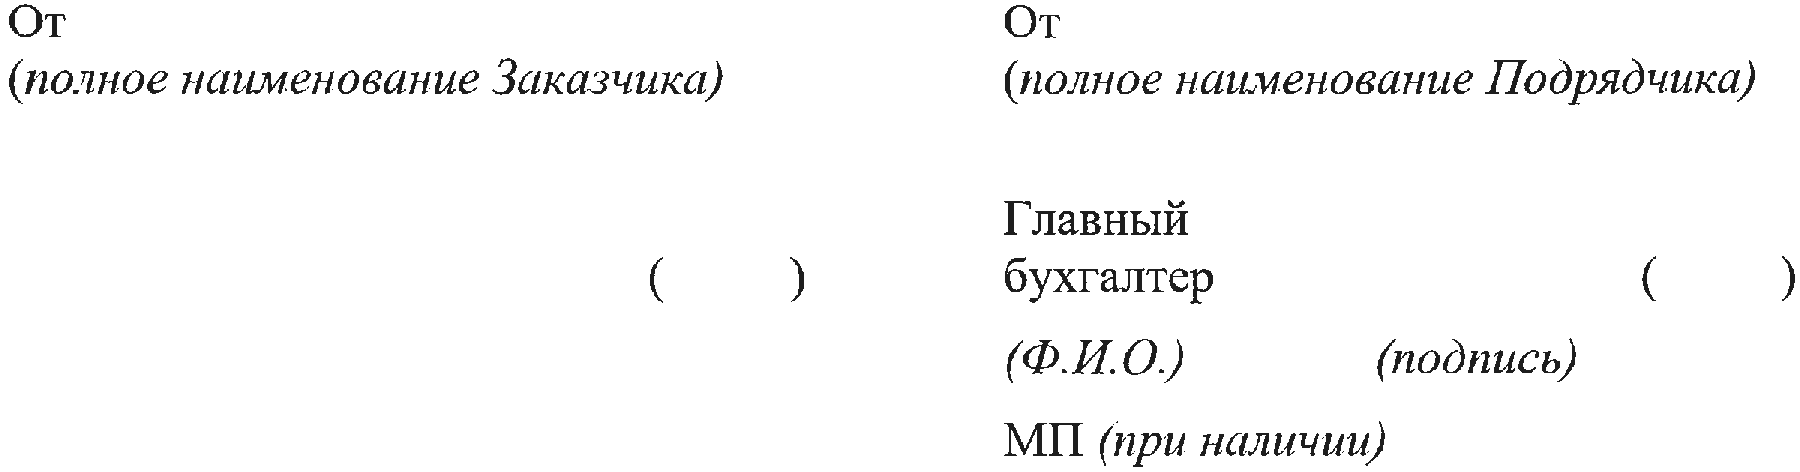 От
(полное наименование Заказчика)
( )
От
(полное наименование Подрядчика)
Главный
бухгалтер ( )
(Ф.И.О.) (подпись)
МП (при наличии)